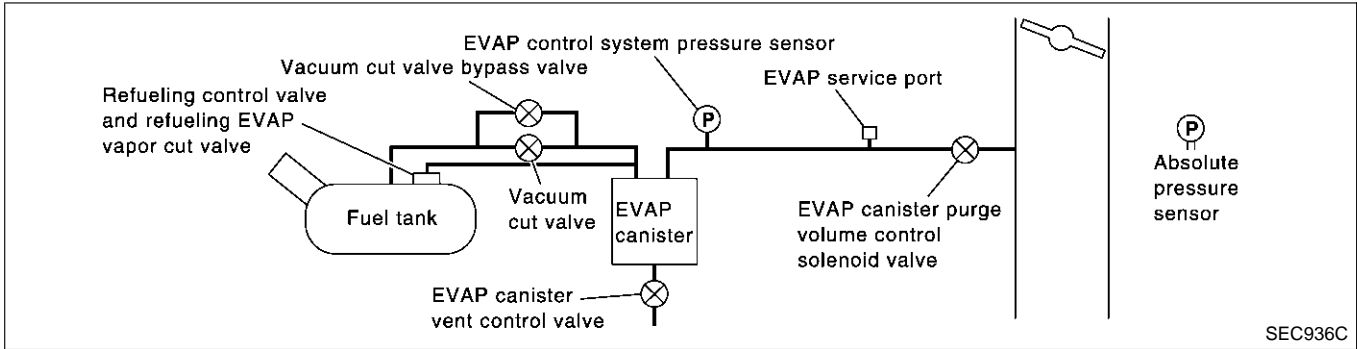 EVAP control system pressure sensor
Vacuum cut valve bypass valve
EVAP service port
Refueling control valve
and refueling EVAP
vapor cut valve
P
P
Absolute
pressure
sensor
Vacuum
cut valve
Fuel tank
EVAP
canister
EVAP canister purge
volume control
solenoid valve
EVAP canister
vent control valve
SEC936C